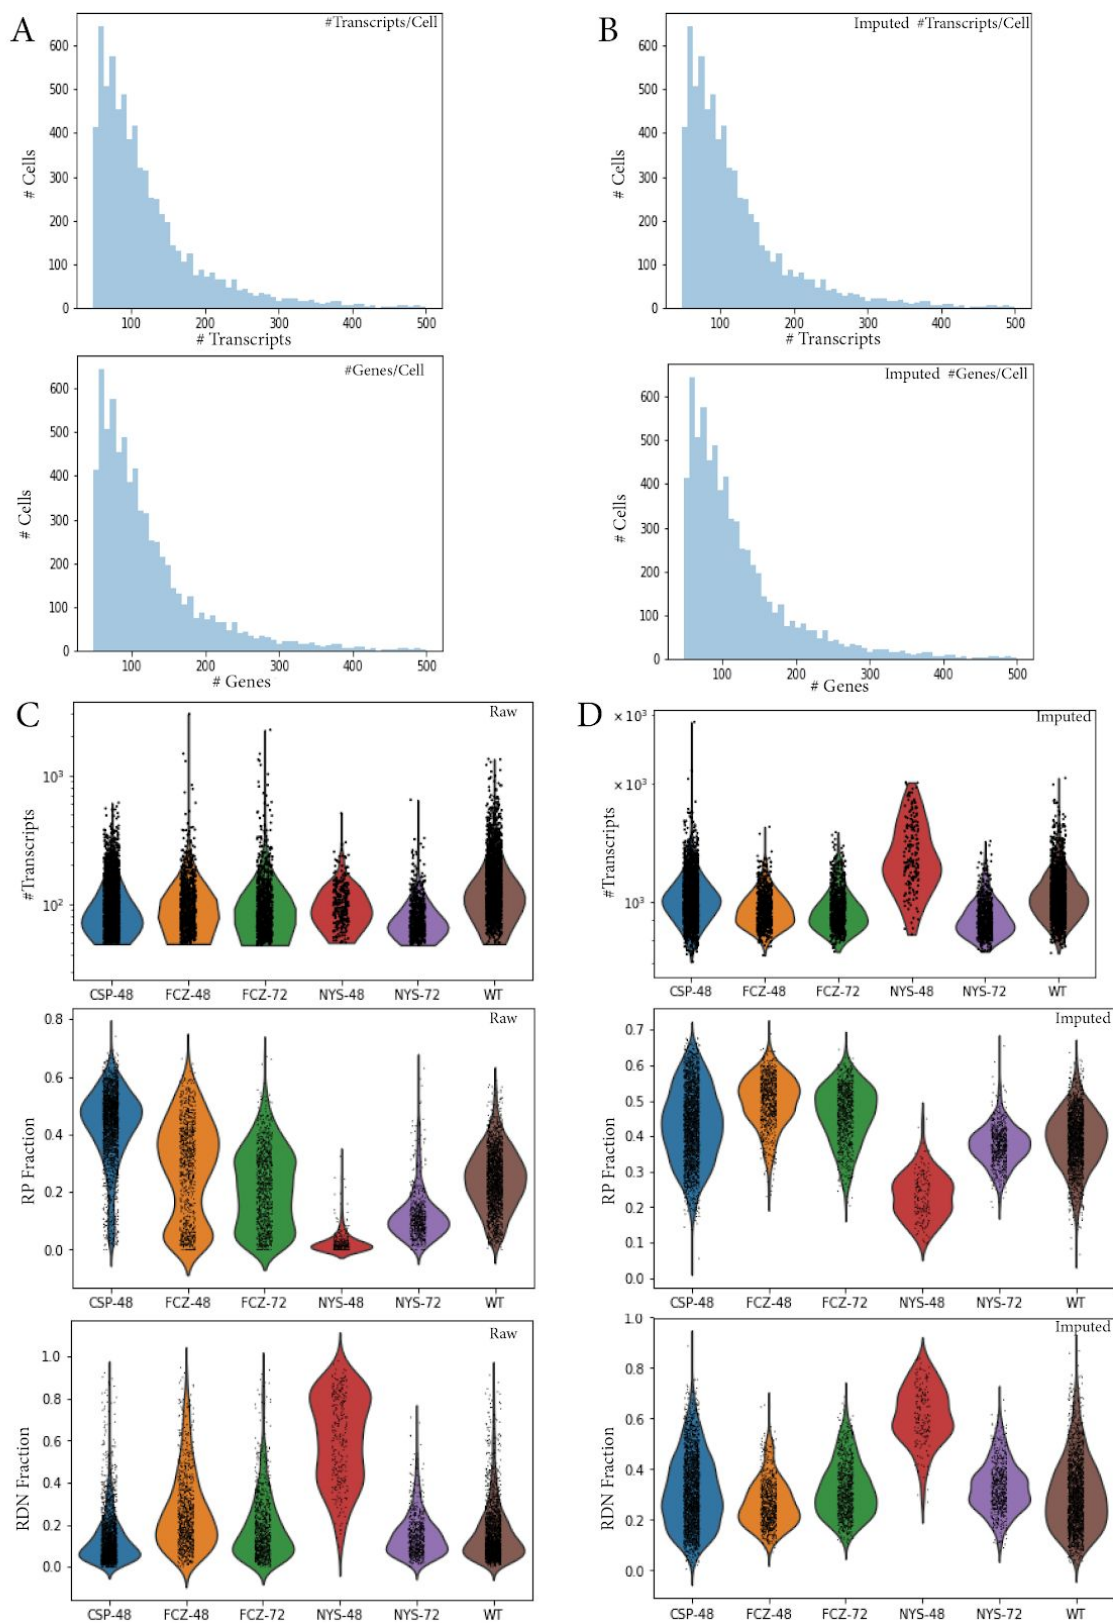 A
#Transcripts/Cell
# Cells
600
500
400
300
200
100
0
100 200 300 400 500
# Transcripts
B
Imputed #Transcripts/Cell
# Cells
600
500
400
300
200
100
0
100 200 300 400 500
# Transcripts
#Genes/Cell
# Cells
600
500
400
300
200
100
0
100 200 300 400 500
# Genes
Imputed #Genes/Cell
# Cells
600
500
400
300
200
100
0
100 200 300 400 500
# Genes
C
Raw
#Transcripts
10³
10²
CSP-48 FCZ-48 FCZ-72 NYS-48 NYS-72 WT
D
Imputed
#Transcripts
× 10³
× 10³
10³
CSP-48 FCZ-48 FCZ-72 NYS-48 NYS-72 WT
Raw
RP Fraction
0.8
0.6
0.4
0.2
0.0
CSP-48 FCZ-48 FCZ-72 NYS-48 NYS-72 WT
Imputed
RP Fraction
0.7
0.6
0.5
0.4
0.3
0.2
0.1
0.0
CSP-48 FCZ-48 FCZ-72 NYS-48 NYS-72 WT
Raw
RDN Fraction
1.0
0.8
0.6
0.4
0.2
0.0
CSP-48 FCZ-48 FCZ-72 NYS-48 NYS-72 WT
Imputed
RDN Fraction
1.0
0.8
0.6
0.4
0.2
0.0
CSP-48 FCZ-48 FCZ-72 NYS-48 NYS-72 WT